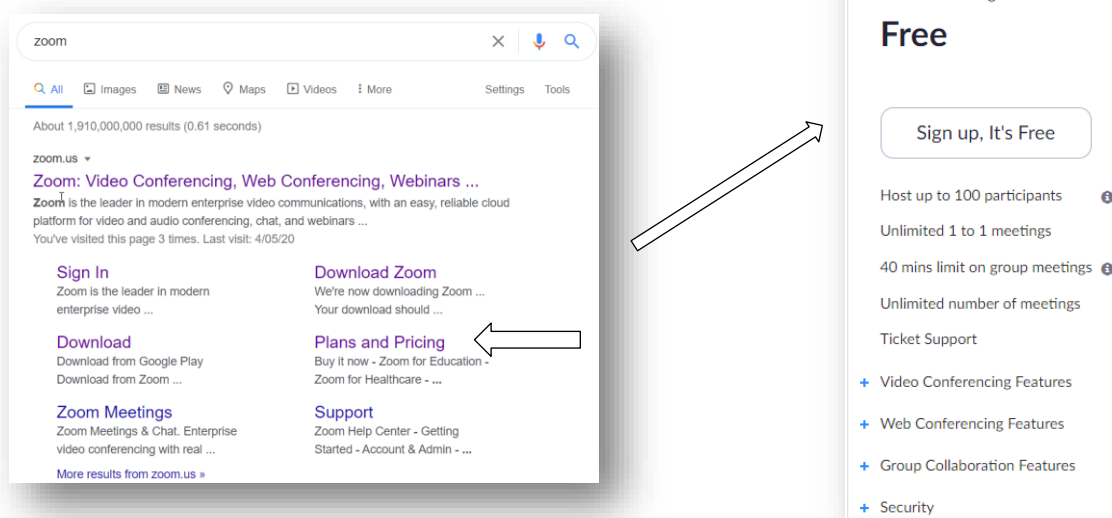 zoom
All Images News Maps Videos More Settings Tools
About 1,910,000,000 results (0.61 seconds)
zoom.us
Zoom: Video Conferencing, Web Conferencing, Webinars ...
Zoom is the leader in modern enterprise video communications, with an easy, reliable cloud
platform for video and audio conferencing, chat, and webinars ...
You've visited this page 3 times. Last visit: 4/05/20
Sign In
Zoom is the leader in modern
enterprise video ...
Download Zoom
We're now downloading Zoom ...
Your download should ...
Download
Download from Google Play
Download from Zoom ...
Plans and Pricing
Buy it now - Zoom for Education -
Zoom for Healthcare - ...
Zoom Meetings
Zoom Meetings & Chat. Enterprise
video conferencing with real ...
Support
Zoom Help Center - Getting
Started - Account & Admin - ...
More results from zoom.us »
Free
Sign up, It's Free
Host up to 100 participants
Unlimited 1 to 1 meetings
40 mins limit on group meetings
Unlimited number of meetings
Ticket Support
+ Video Conferencing Features
+ Web Conferencing Features
+ Group Collaboration Features
+ Security